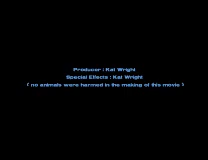 Producer : Kai Wright
Special Effects : Kai Wright
( no animals were harmed in the making of this movie )